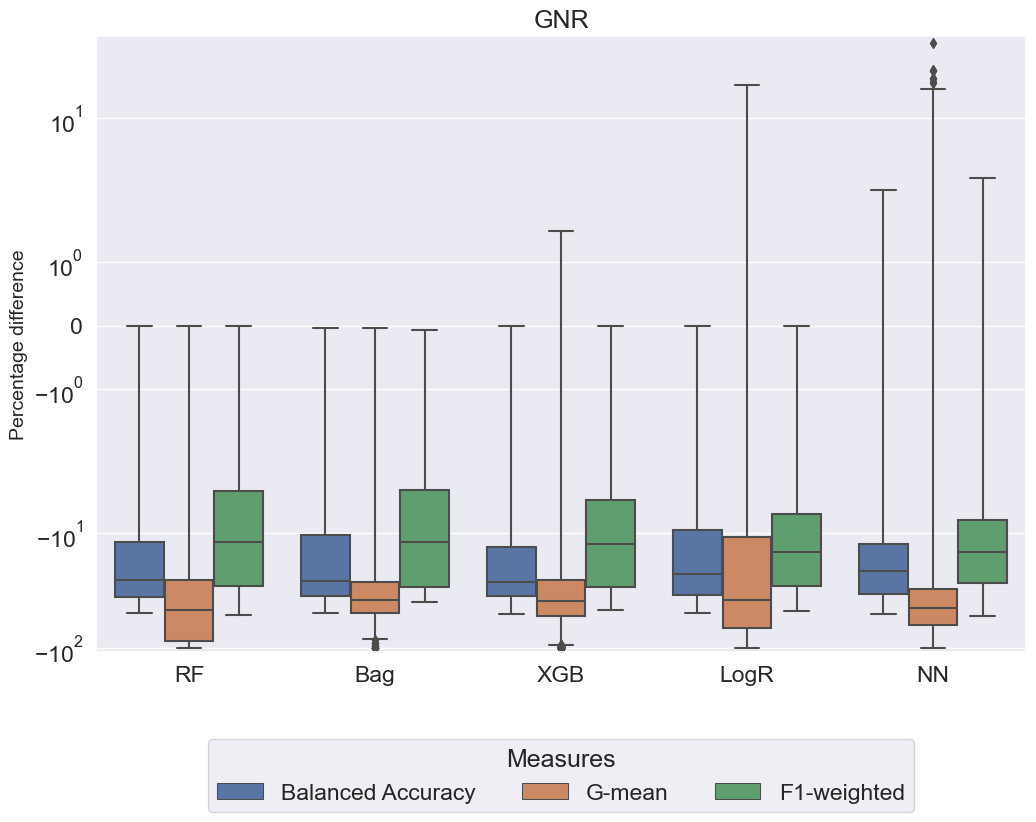 GNR
Percentage difference
10^1
10^0
0
−10^0
−10^1
−10^2
RF Bag XGB LogR NN
Measures
Balanced Accuracy G-mean F1-weighted